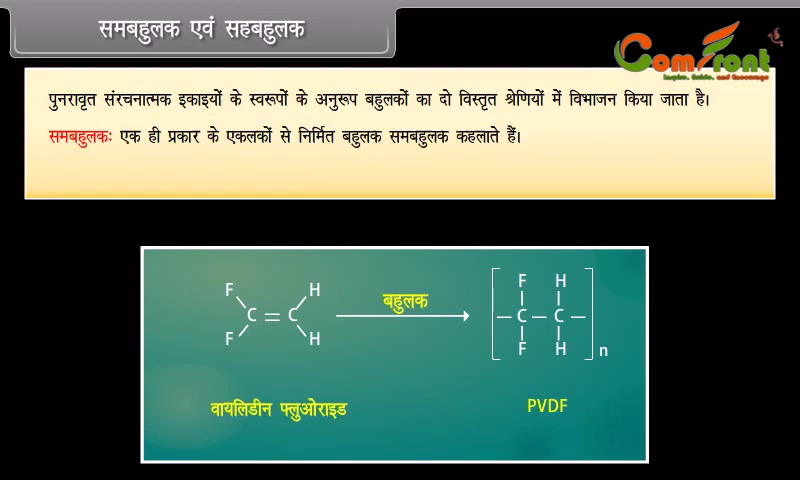 समबहुलक एवं सहबहुलक
ComFront
Inspire, Guide, and Encourage
पुनरावृत संरचनात्मक इकाइयों के स्वरूपों के अनुरूप बहुलकों का दो विस्तृत श्रेणियों में विभाजन किया जाता है।
समबहुलकः एक ही प्रकार के एकलकों से निर्मित बहुलक समबहुलक कहलाते हैं।
F H F H
बहुलक
C = C — C — C —
F H F H n
वायलिडीन फ्लुओराइड PVDF